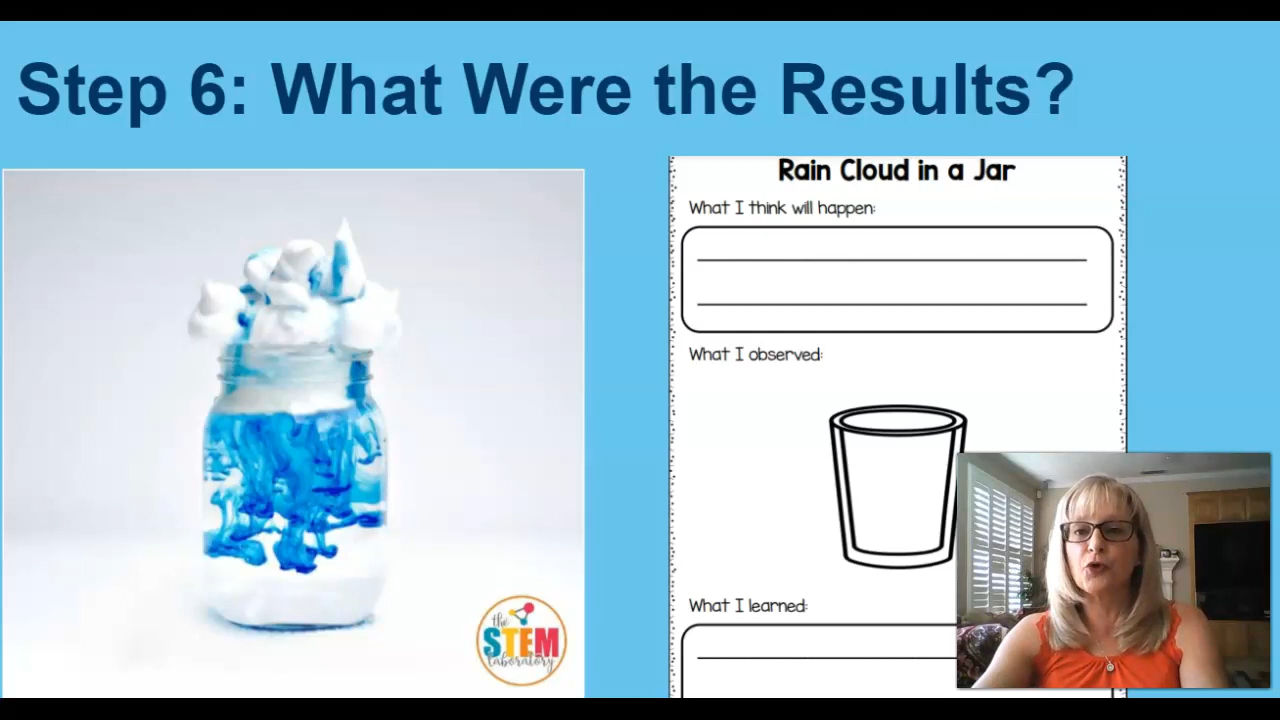 Step 6: What Were the Results?
the
STEM
laboratory
Rain Cloud in a Jar
What I think will happen:
What I observed:
What I learned: